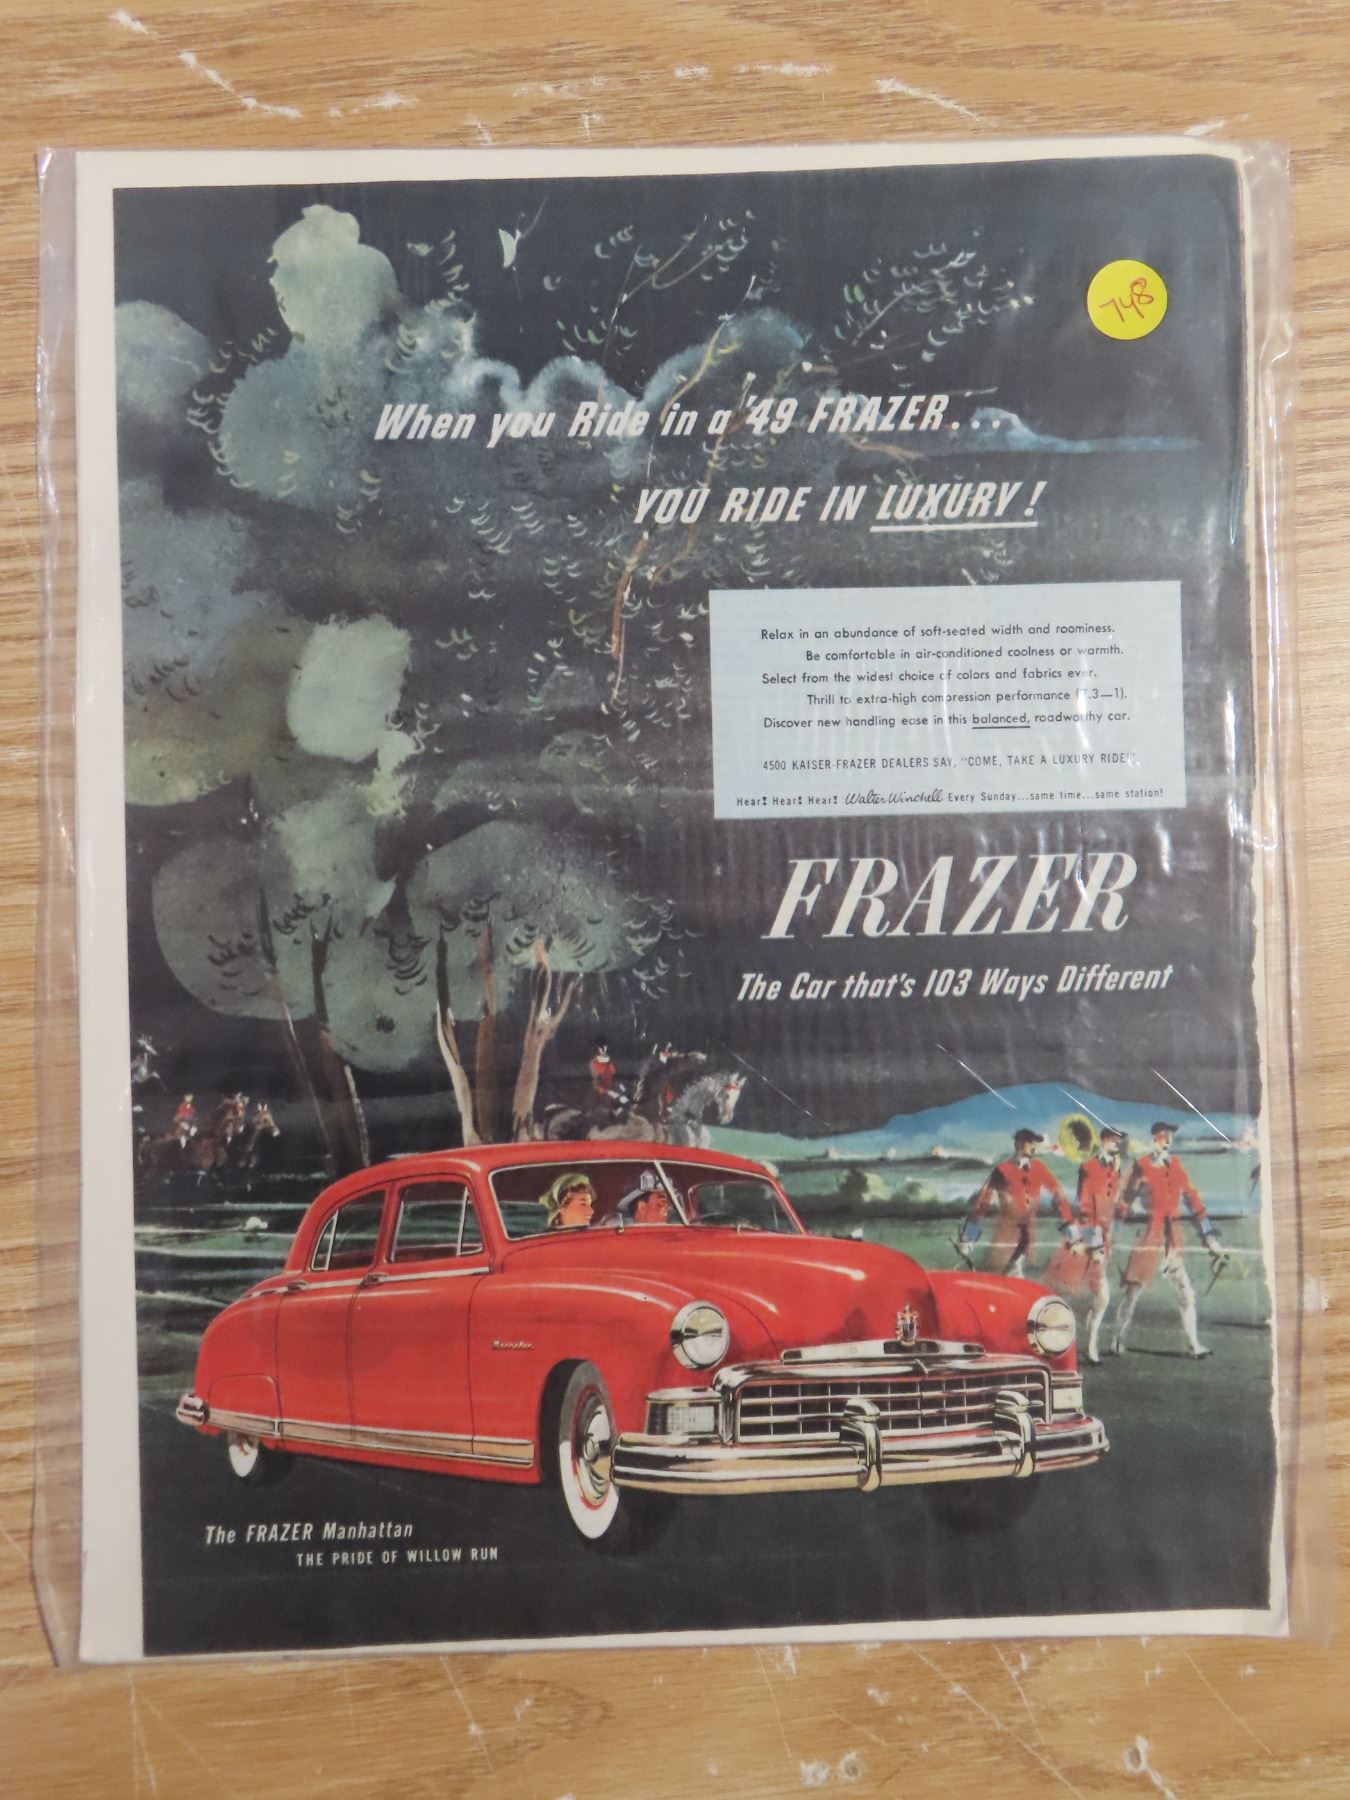 748
When you Ride in a '49 FRAZER...
YOU RIDE IN LUXURY!
Relax in an abundance of soft-seated width and roominess.
Be comfortable in air-conditioned coolness or warmth.
Select from the widest choice of colors and fabrics ever.
Thrill to extra-high compression performance (7.3—1).
Discover new handling ease in this balanced, roadworthy car.
4500 KAISER-FRAZER DEALERS SAY, "COME, TAKE A LUXURY RIDE!".
Hear! Hear! Hear! Walter Winchell Every Sunday...same time...same station!
FRAZER
The Car that's 103 Ways Different
Manhattan
The FRAZER Manhattan
THE PRIDE OF WILLOW RUN